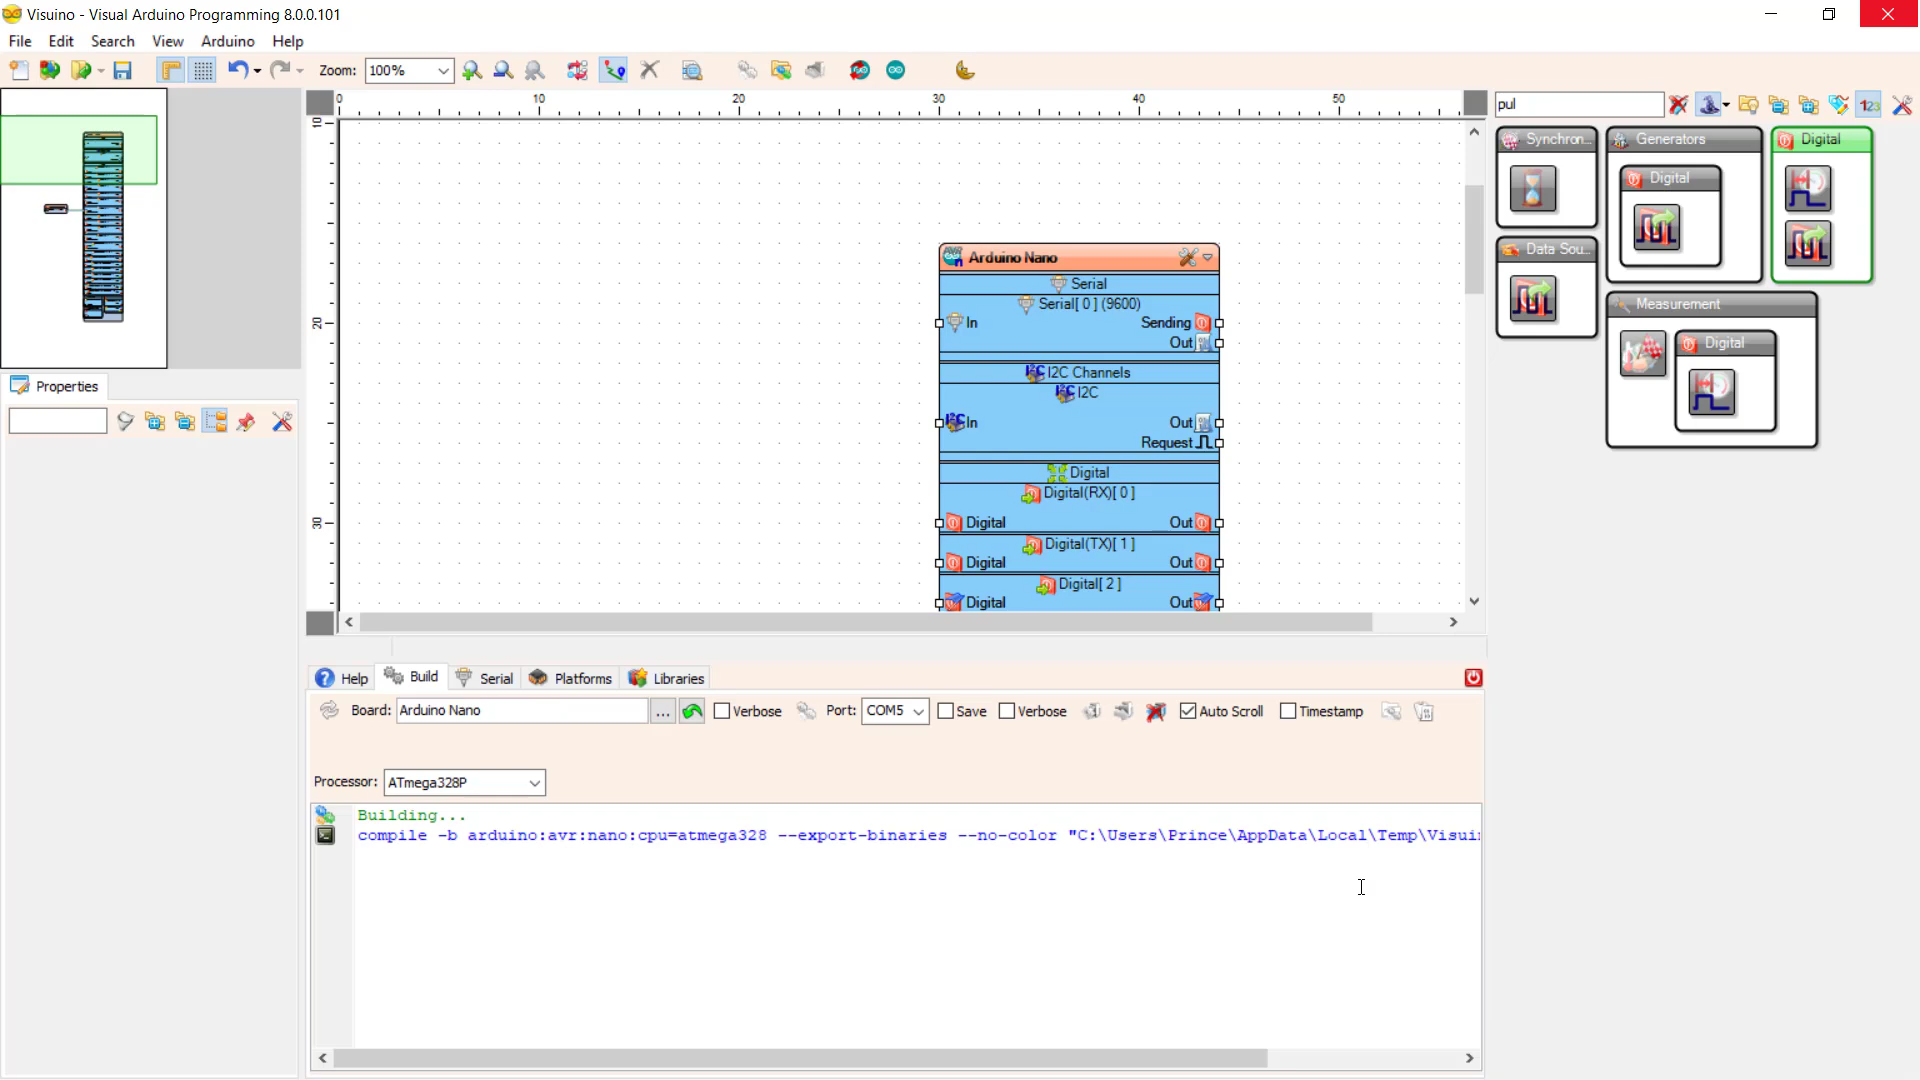 Visuino - Visual Arduino Programming 8.0.0.101
File Edit Search View Arduino Help
Zoom: 100%
pul
0 10 20 30 40 50
10
20
30
Synchron...
Generators
Digital
Digital
Data Sou...
Measurement
Digital
Arduino Nano
Serial
Serial[ 0 ] (9600)
In Sending
Out
I2C Channels
I2C
In Out
Request
Digital
Digital(RX)[ 0 ]
Digital Out
Digital(TX)[ 1 ]
Digital Out
Digital[ 2 ]
Digital Out
Properties
Help Build Serial Platforms Libraries
Board: Arduino Nano ... Verbose Port: COM5 Save Verbose Auto Scroll Timestamp
Processor: ATmega328P
Building...
compile -b arduino:avr:nano:cpu=atmega328 --export-binaries --no-color "C:\Users\Prince\AppData\Local\Temp\Visui